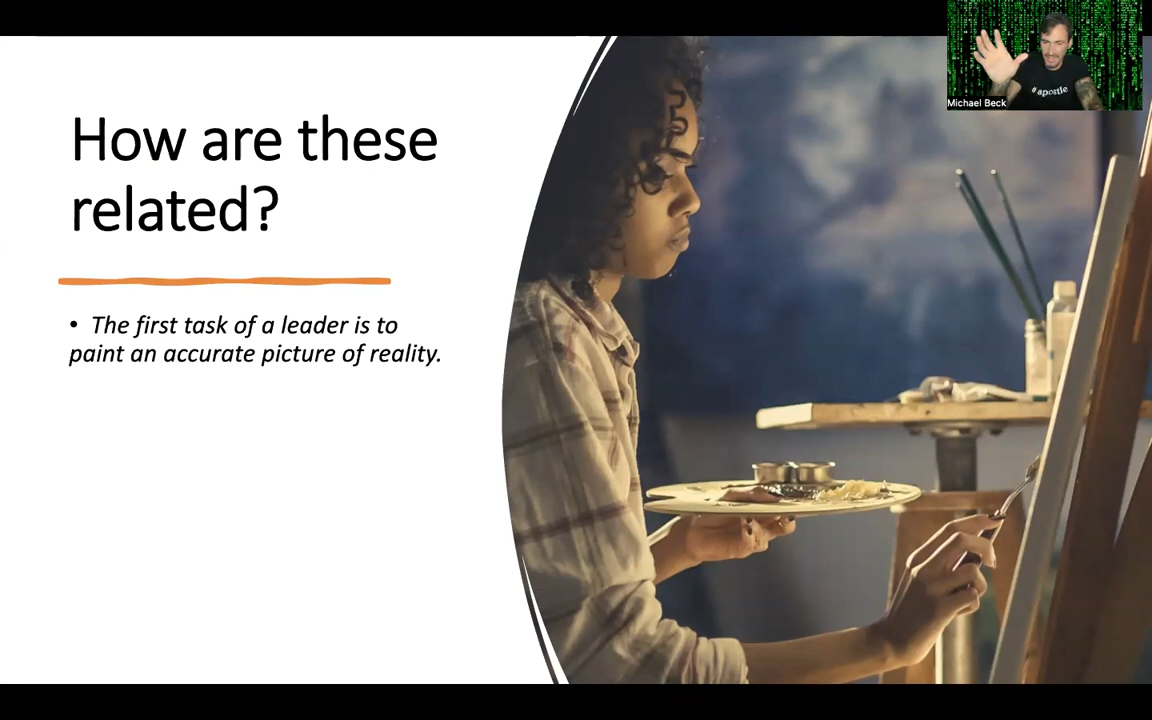 How are these
related?
• The first task of a leader is to
paint an accurate picture of reality.
#apostle
Michael Beck